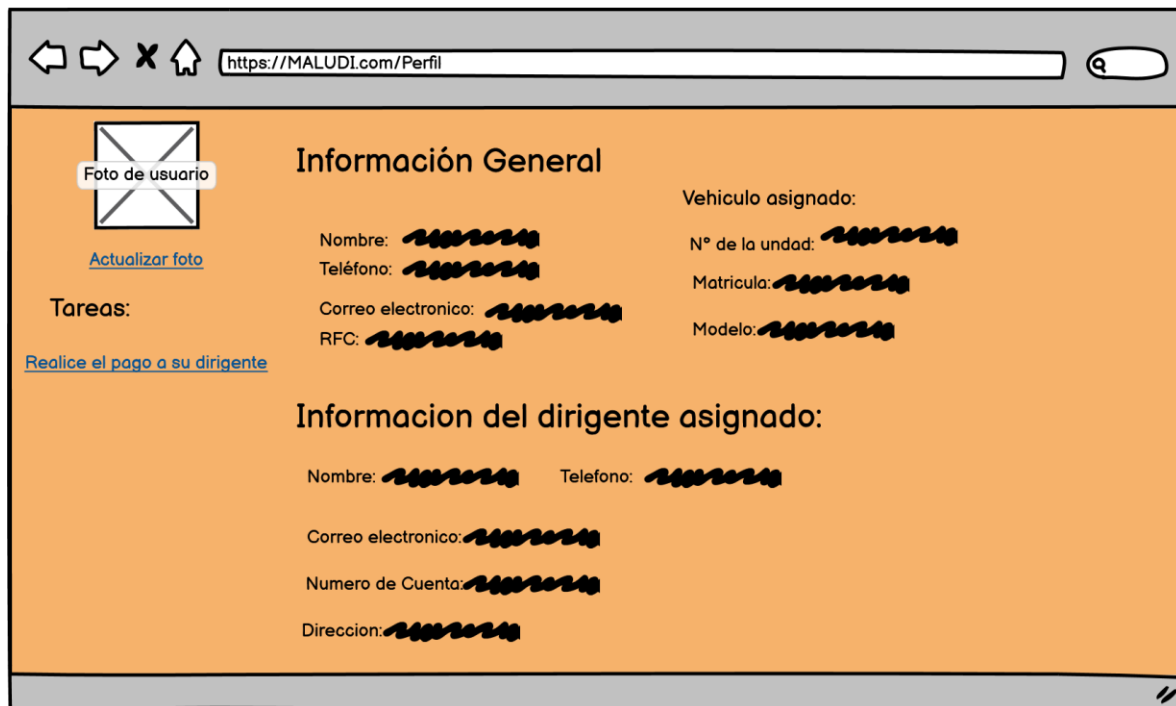 https://MALUDI.com/Perfil
Foto de usuario
Actualizar foto
Tareas:
Realice el pago a su dirigente
Información General
Nombre:
Teléfono:
Correo electronico:
RFC:
Vehiculo asignado:
N° de la undad:
Matricula:
Modelo:
Informacion del dirigente asignado:
Nombre: Telefono:
Correo electronico:
Numero de Cuenta:
Direccion: